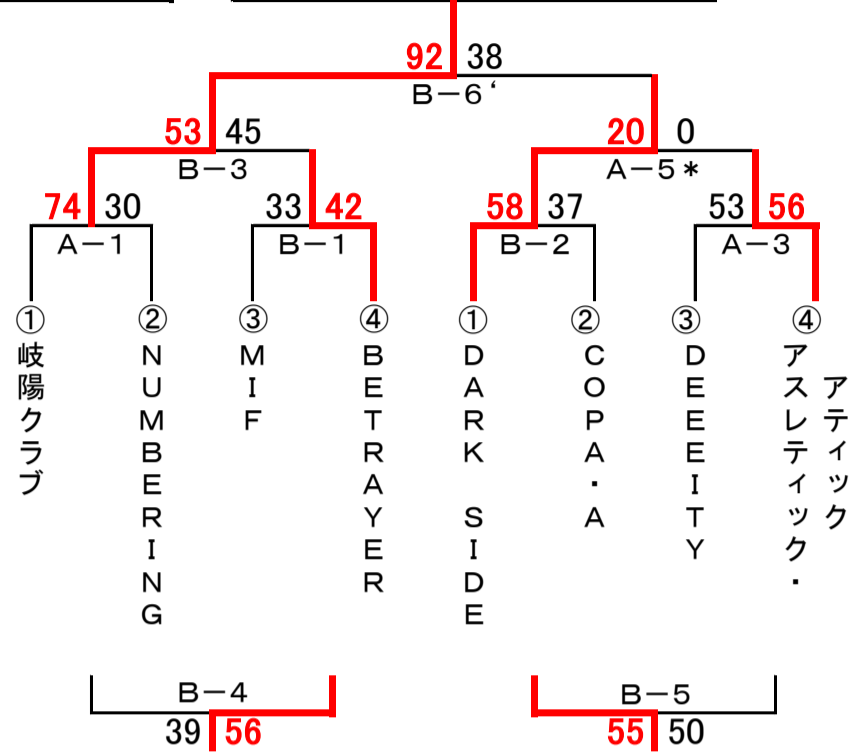 92 38
B－6‘
53 45
20 0
B－3
A－5*
74 30
33 42
58 37
53 56
A－1
B－1
B－2
A－3
①
②
③
④
①
②
③
④
岐陽クラブ
NUMBERING
MIF
BETRAYER
DARK SIDE
COPA・A
DEEEITY
アスレティック・
アティック
B－4
B－5
39 56
55 50